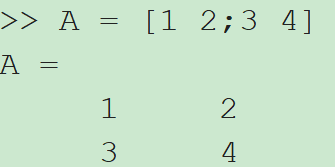 >> A = [1 2;3 4]
A =
1 2
3 4